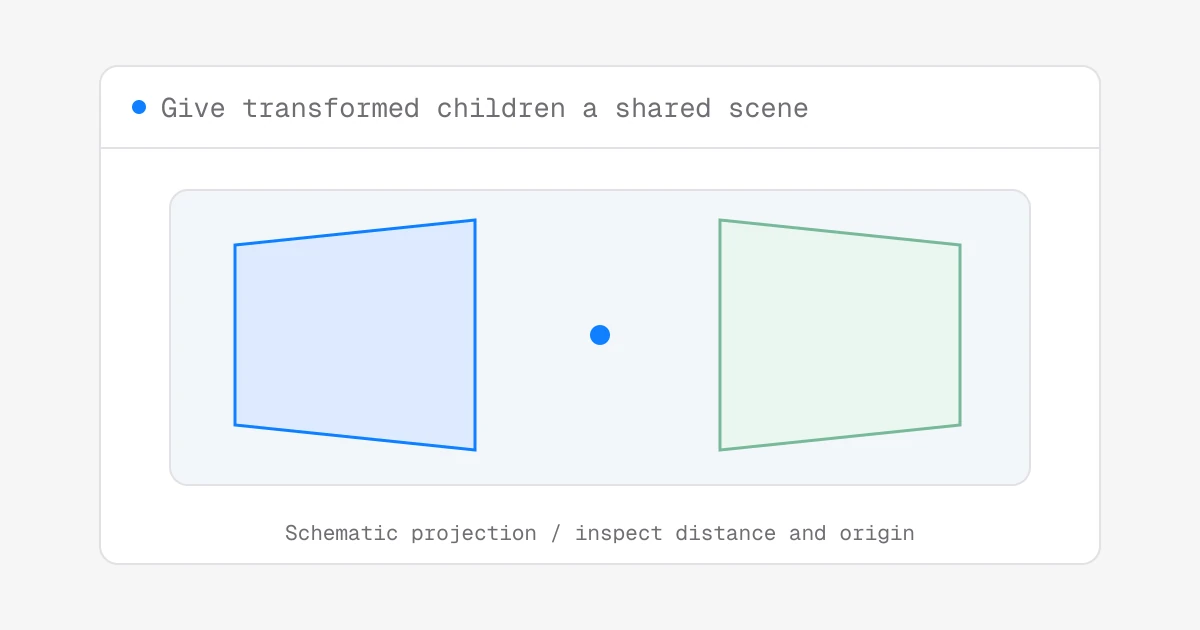 Give transformed children a shared scene
Schematic projection / inspect distance and origin